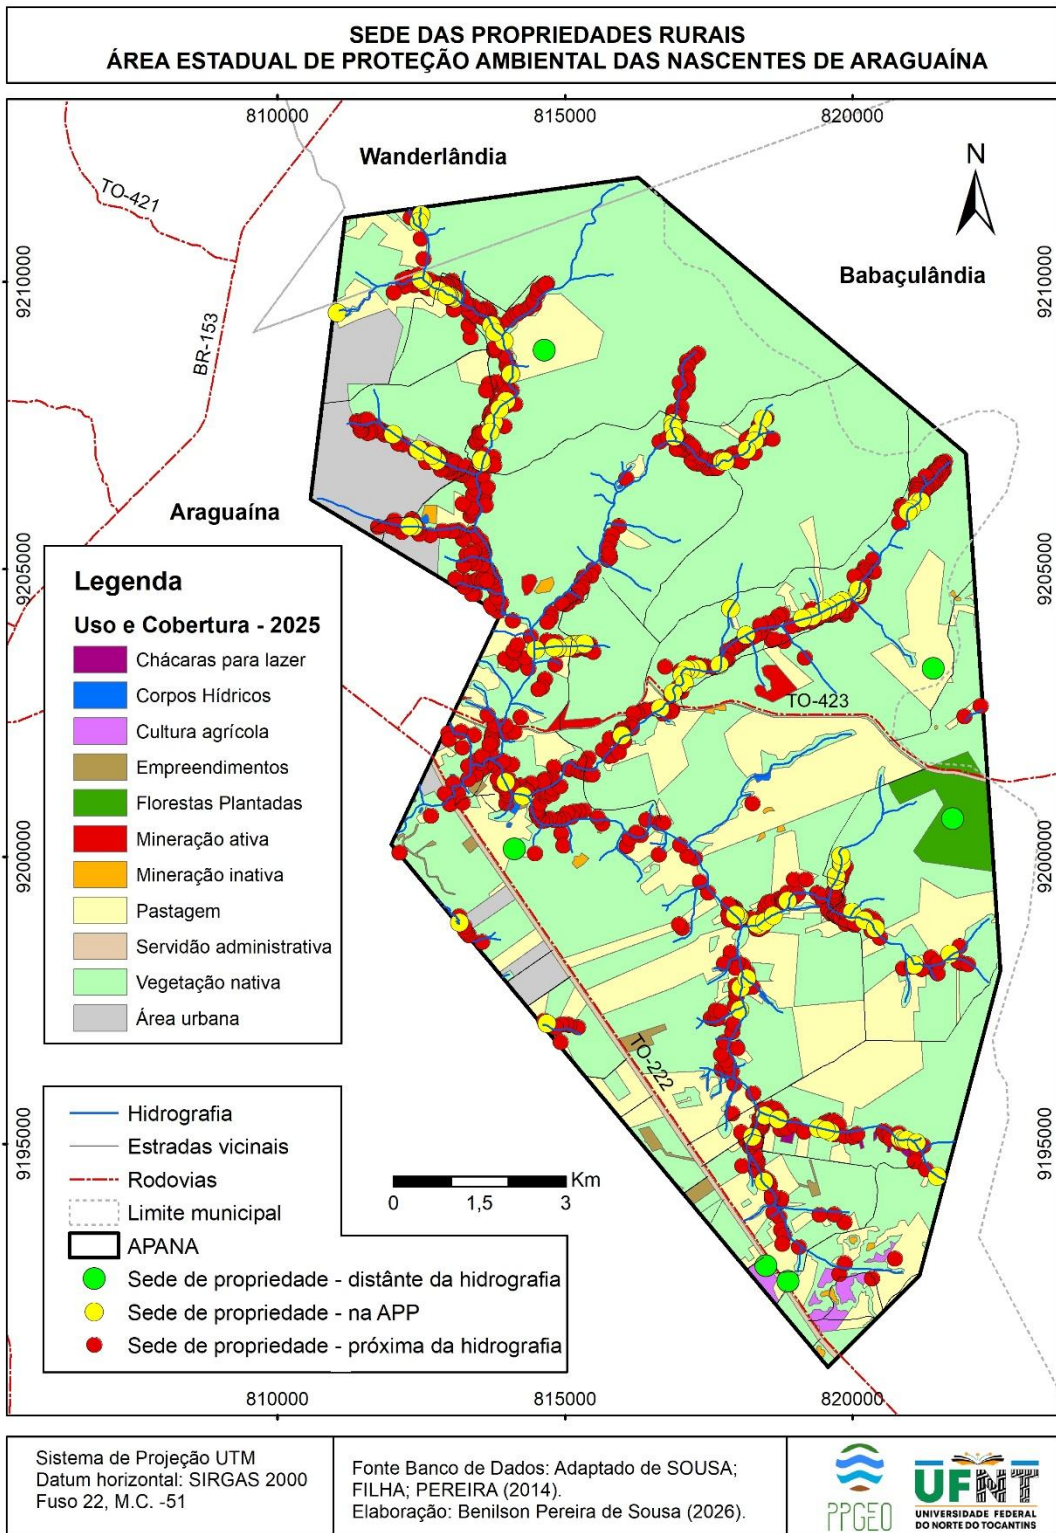 SEDE DAS PROPRIEDADES RURAIS
ÁREA ESTADUAL DE PROTEÇÃO AMBIENTAL DAS NASCENTES DE ARAGUAÍNA
810000
815000
820000
Wanderlândia
N
TO-421
Babaçulândia
9210000
9210000
BR-153
Araguaína
9205000
9205000
Legenda
Uso e Cobertura - 2025
Chácaras para lazer
Corpos Hídricos
Cultura agrícola
Empreendimentos
Florestas Plantadas
Mineração ativa
Mineração inativa
Pastagem
Servidão administrativa
Vegetação nativa
Área urbana
TO-423
9200000
9200000
TO-222
9195000
9195000
Hidrografia
Estradas vicinais
Rodovias
Limite municipal
APANA
Sede de propriedade - distânte da hidrografia
Sede de propriedade - na APP
Sede de propriedade - próxima da hidrografia
Km
0
1,5
3
810000
815000
820000
Sistema de Projeção UTM
Datum horizontal: SIRGAS 2000
Fuso 22, M.C. -51
Fonte Banco de Dados: Adaptado de SOUSA;
FILHA; PEREIRA (2014).
Elaboração: Benilson Pereira de Sousa (2026).
PPGEO
UFNT
UNIVERSIDADE FEDERAL
DO NORTE DO TOCANTINS